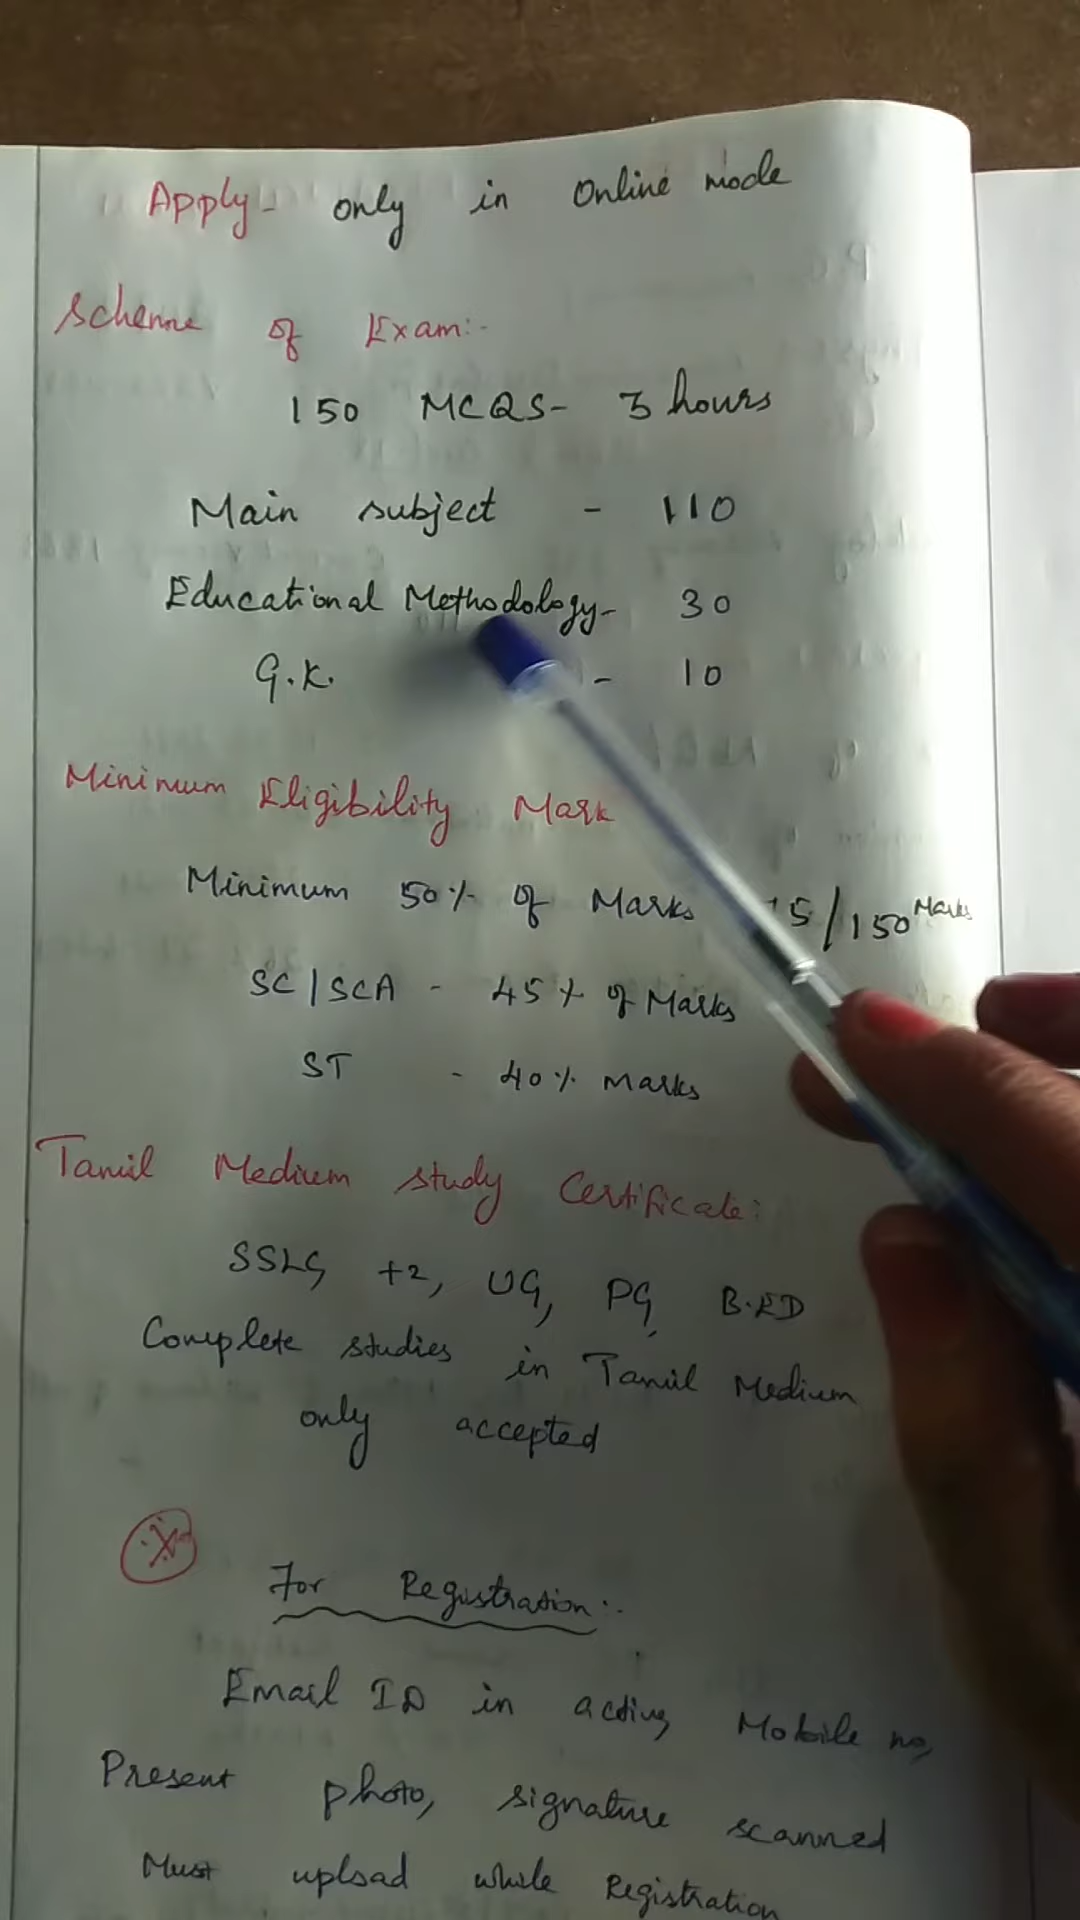 Apply - only in Online mode
Scheme of Exam:-
150 MCQS - 3 hours
Main subject - 110
Educational Methodology - 30
G.K. - 10
Minimum Eligibility Mark
Minimum 50% of Marks 5/150 Marks
SC/SCA - 45% of Marks
ST - 40% Marks
Tamil Medium study Certificate:
SSLC, +2, UG, PG, B.ED
Complete studies in Tamil Medium
only accepted
For Registration:-
Email ID in active, Mobile no,
Present photo, signature scanned
Must upload while Registration